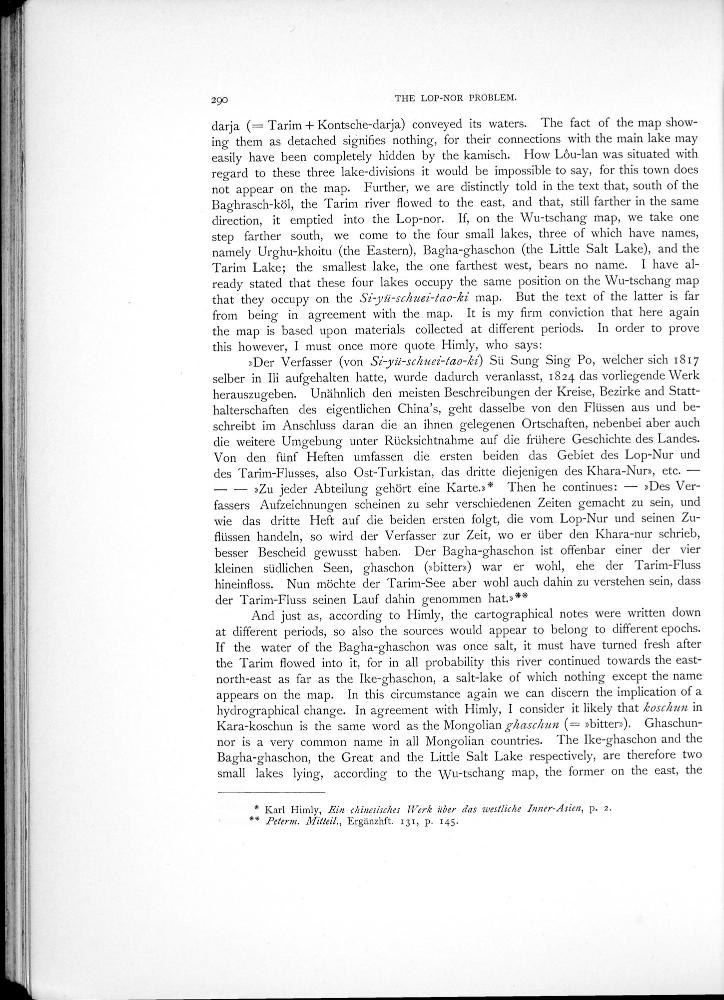 290
THE LOP-NOR PROBLEM.
darja (= Tarim + Kontsche-darja) conveyed its waters. The fact of the map show-
ing them as detached signifies nothing, for their connections with the main lake may
easily have been completely hidden by the kamisch. How Lôu-lan was situated with
regard to these three lake-divisions it would be impossible to say, for this town does
not appear on the map. Further, we are distinctly told in the text that, south of the
Baghrasch-köl, the Tarim river flowed to the east, and that, still farther in the same
direction, it emptied into the Lop-nor. If, on the Wu-tschang map, we take one
step farther south, we come to the four small lakes, three of which have names,
namely Urghu-khoitu (the Eastern), Bagha-ghaschon (the Little Salt Lake), and the
Tarim Lake; the smallest lake, the one farthest west, bears no name. I have al-
ready stated that these four lakes occupy the same position on the Wu-tschang map
that they occupy on the Si-yü-schuei-tao-ki map. But the text of the latter is far
from being in agreement with the map. It is my firm conviction that here again
the map is based upon materials collected at different periods. In order to prove
this however, I must once more quote Himly, who says:
»Der Verfasser (von Si-yü-schuei-tao-ki) Sü Sung Sing Po, welcher sich 1817
selber in Ili aufgehalten hatte, wurde dadurch veranlasst, 1824 das vorliegende Werk
herauszugeben. Unähnlich den meisten Beschreibungen der Kreise, Bezirke und Statt-
halterschaften des eigentlichen China's, geht dasselbe von den Flüssen aus und be-
schreibt im Anschluss daran die an ihnen gelegenen Ortschaften, nebenbei aber auch
die weitere Umgebung unter Rücksichtnahme auf die frühere Geschichte des Landes.
Von den fünf Heften umfassen die ersten beiden das Gebiet des Lop-Nur und
des Tarim-Flusses, also Ost-Turkistan, das dritte diejenigen des Khara-Nur», etc. —
— — »Zu jeder Abteilung gehört eine Karte.»* Then he continues: — »Des Ver-
fassers Aufzeichnungen scheinen zu sehr verschiedenen Zeiten gemacht zu sein, und
wie das dritte Heft auf die beiden ersten folgt, die vom Lop-Nur und seinen Zu-
flüssen handeln, so wird der Verfasser zur Zeit, wo er über den Khara-nur schrieb,
besser Bescheid gewusst haben. Der Bagha-ghaschon ist offenbar einer der vier
kleinen südlichen Seen, ghaschon (»bitter») war er wohl, ehe der Tarim-Fluss
hineinfloss. Nun möchte der Tarim-See aber wohl auch dahin zu verstehen sein, dass
der Tarim-Fluss seinen Lauf dahin genommen hat.»**
And just as, according to Himly, the cartographical notes were written down
at different periods, so also the sources would appear to belong to different epochs.
If the water of the Bagha-ghaschon was once salt, it must have turned fresh after
the Tarim flowed into it, for in all probability this river continued towards the east-
north-east as far as the Ike-ghaschon, a salt-lake of which nothing except the name
appears on the map. In this circumstance again we can discern the implication of a
hydrographical change. In agreement with Himly, I consider it likely that koschun in
Kara-koschun is the same word as the Mongolian ghaschun (= »bitter»). Ghaschun-
nor is a very common name in all Mongolian countries. The Ike-ghaschon and the
Bagha-ghaschon, the Great and the Little Salt Lake respectively, are therefore two
small lakes lying, according to the Wu-tschang map, the former on the east, the
* Karl Himly, Ein chinesisches Werk über das westliche Inner-Asien, p. 2.
** Peterm. Mitteil., Ergänzhft. 131, p. 145.